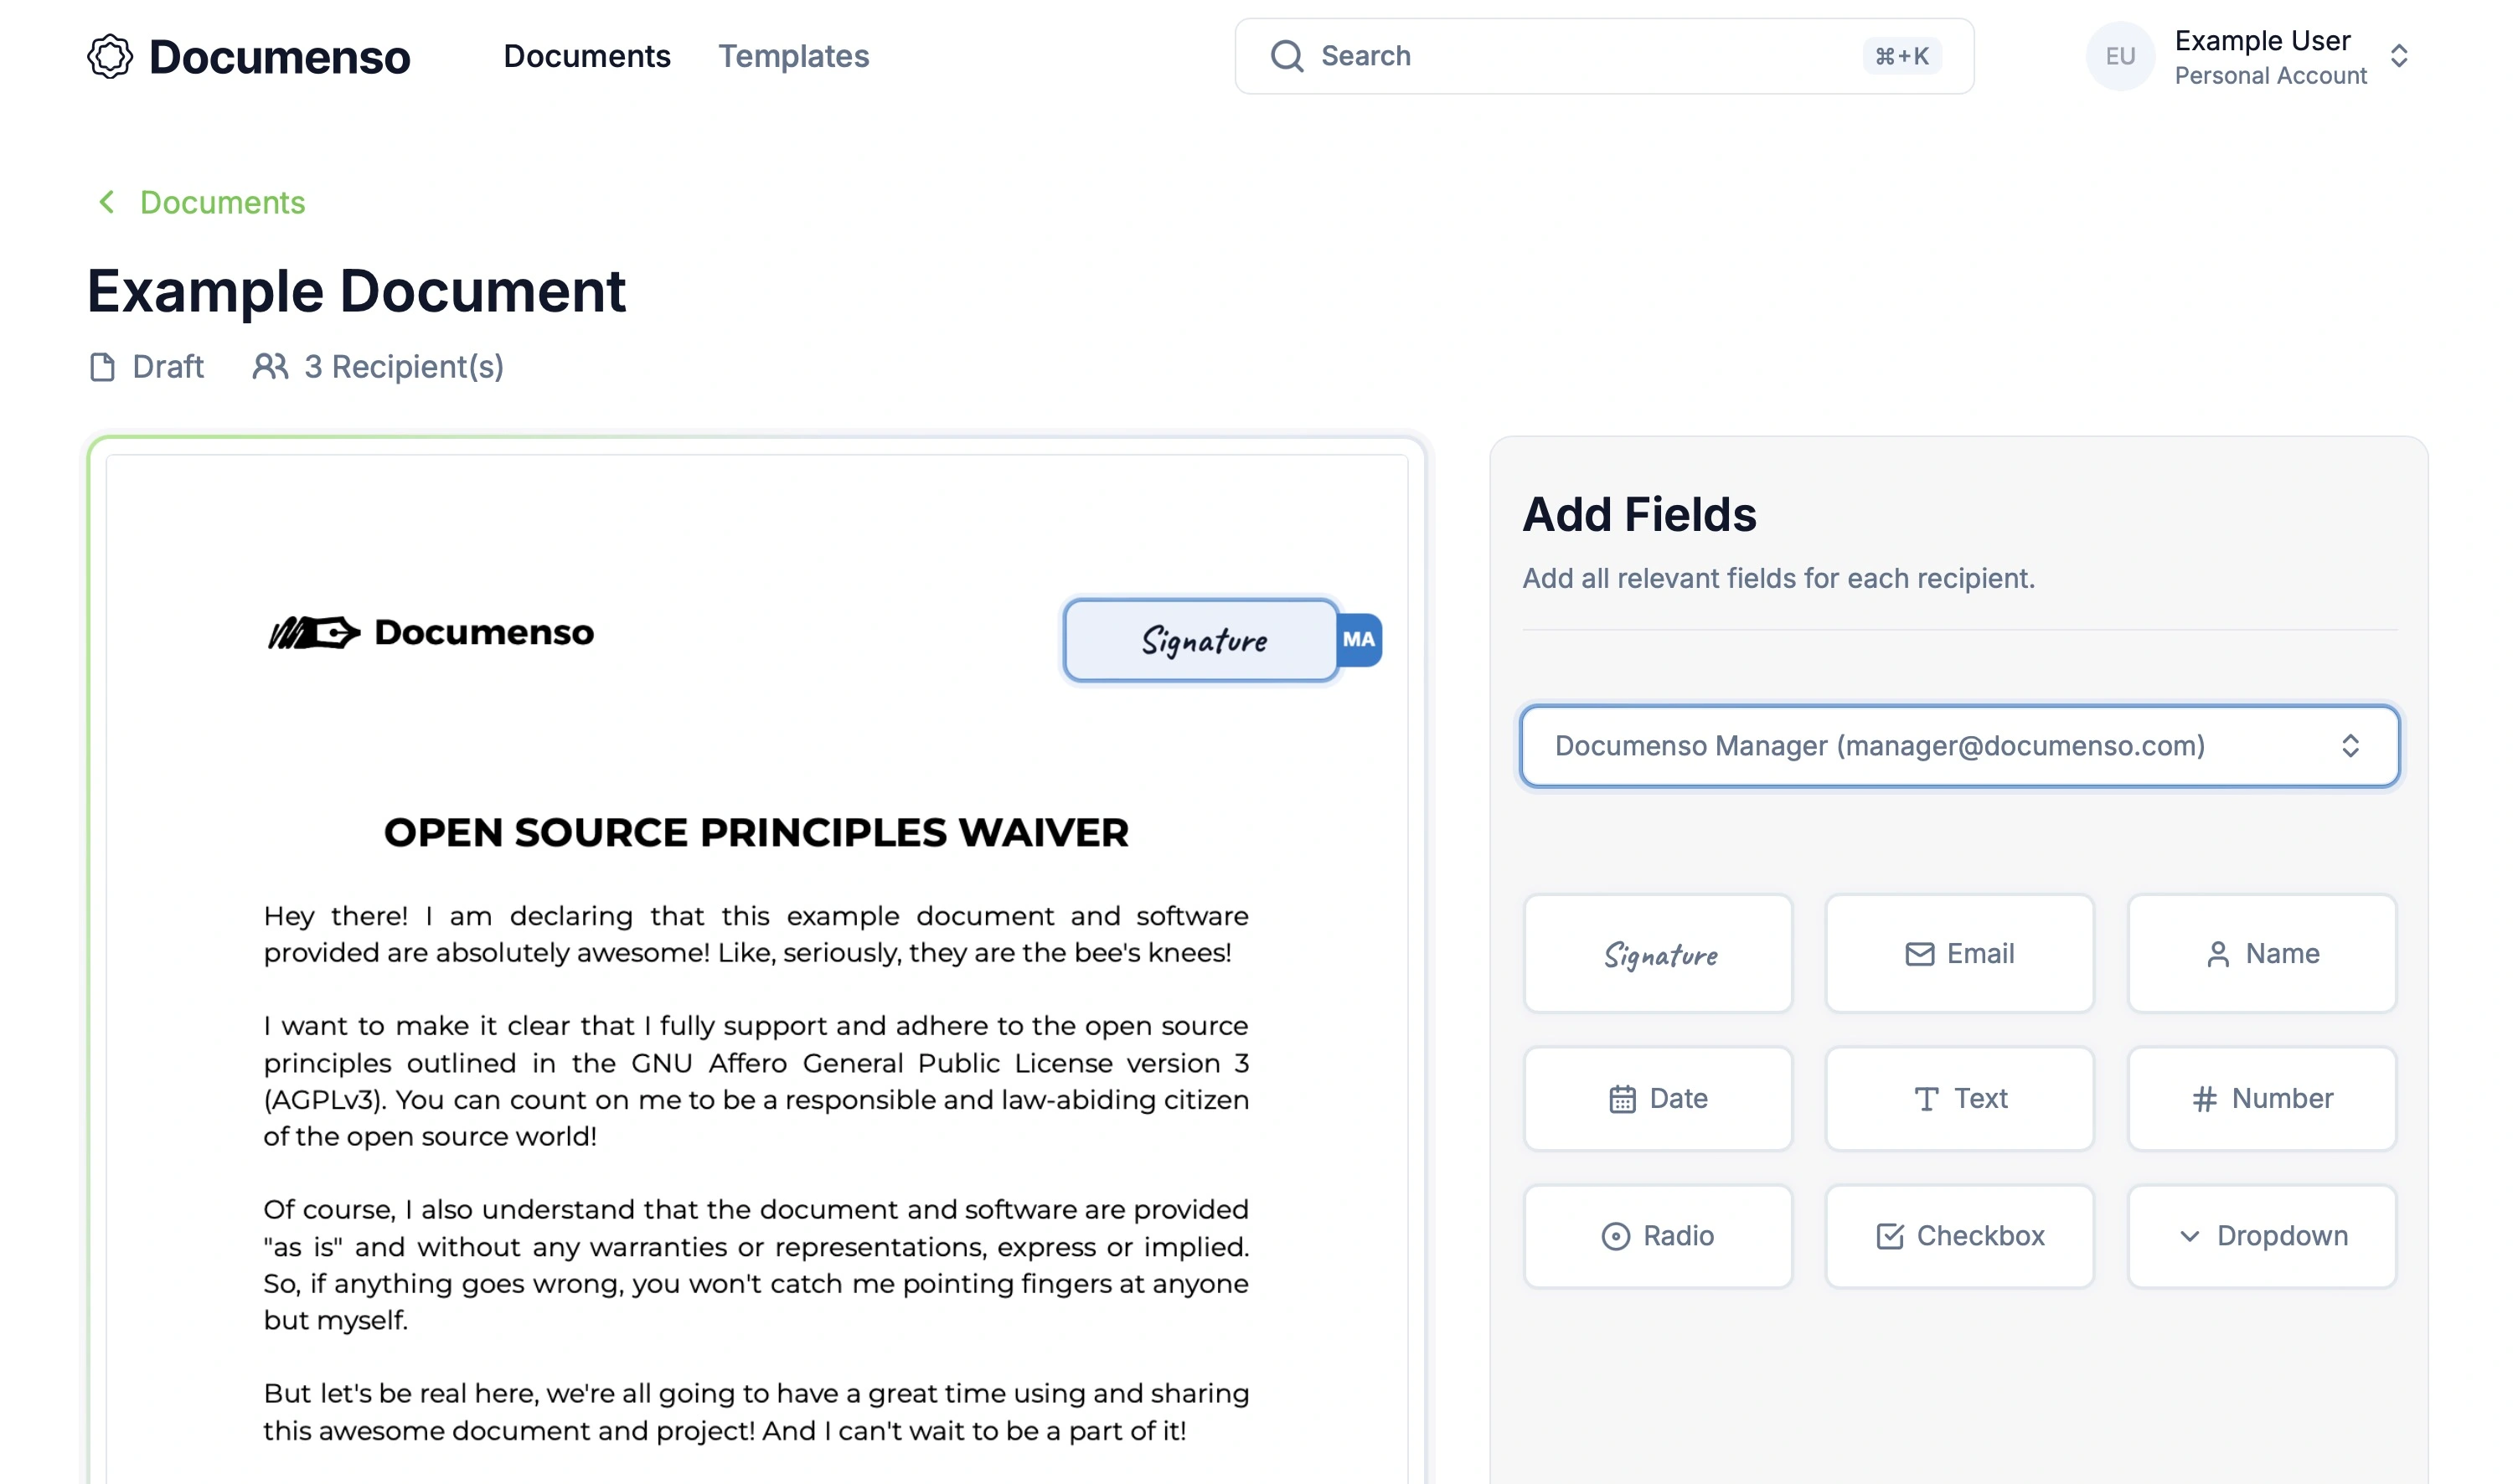 Documenso
Documents
Templates
Search
⌘+K
EU
Example User
Personal Account
Documents
Example Document
Draft
3 Recipient(s)
Documenso
Signature
MA
OPEN SOURCE PRINCIPLES WAIVER
Hey there! I am declaring that this example document and software
provided are absolutely awesome! Like, seriously, they are the bee's knees!
I want to make it clear that I fully support and adhere to the open source
principles outlined in the GNU Affero General Public License version 3
(AGPLv3). You can count on me to be a responsible and law-abiding citizen
of the open source world!
Of course, I also understand that the document and software are provided
"as is" and without any warranties or representations, express or implied.
So, if anything goes wrong, you won't catch me pointing fingers at anyone
but myself.
But let's be real here, we're all going to have a great time using and sharing
this awesome document and project! And I can't wait to be a part of it!
Add Fields
Add all relevant fields for each recipient.
Documenso Manager (manager@documenso.com)
Signature
Email
Name
Date
Text
Number
Radio
Checkbox
Dropdown